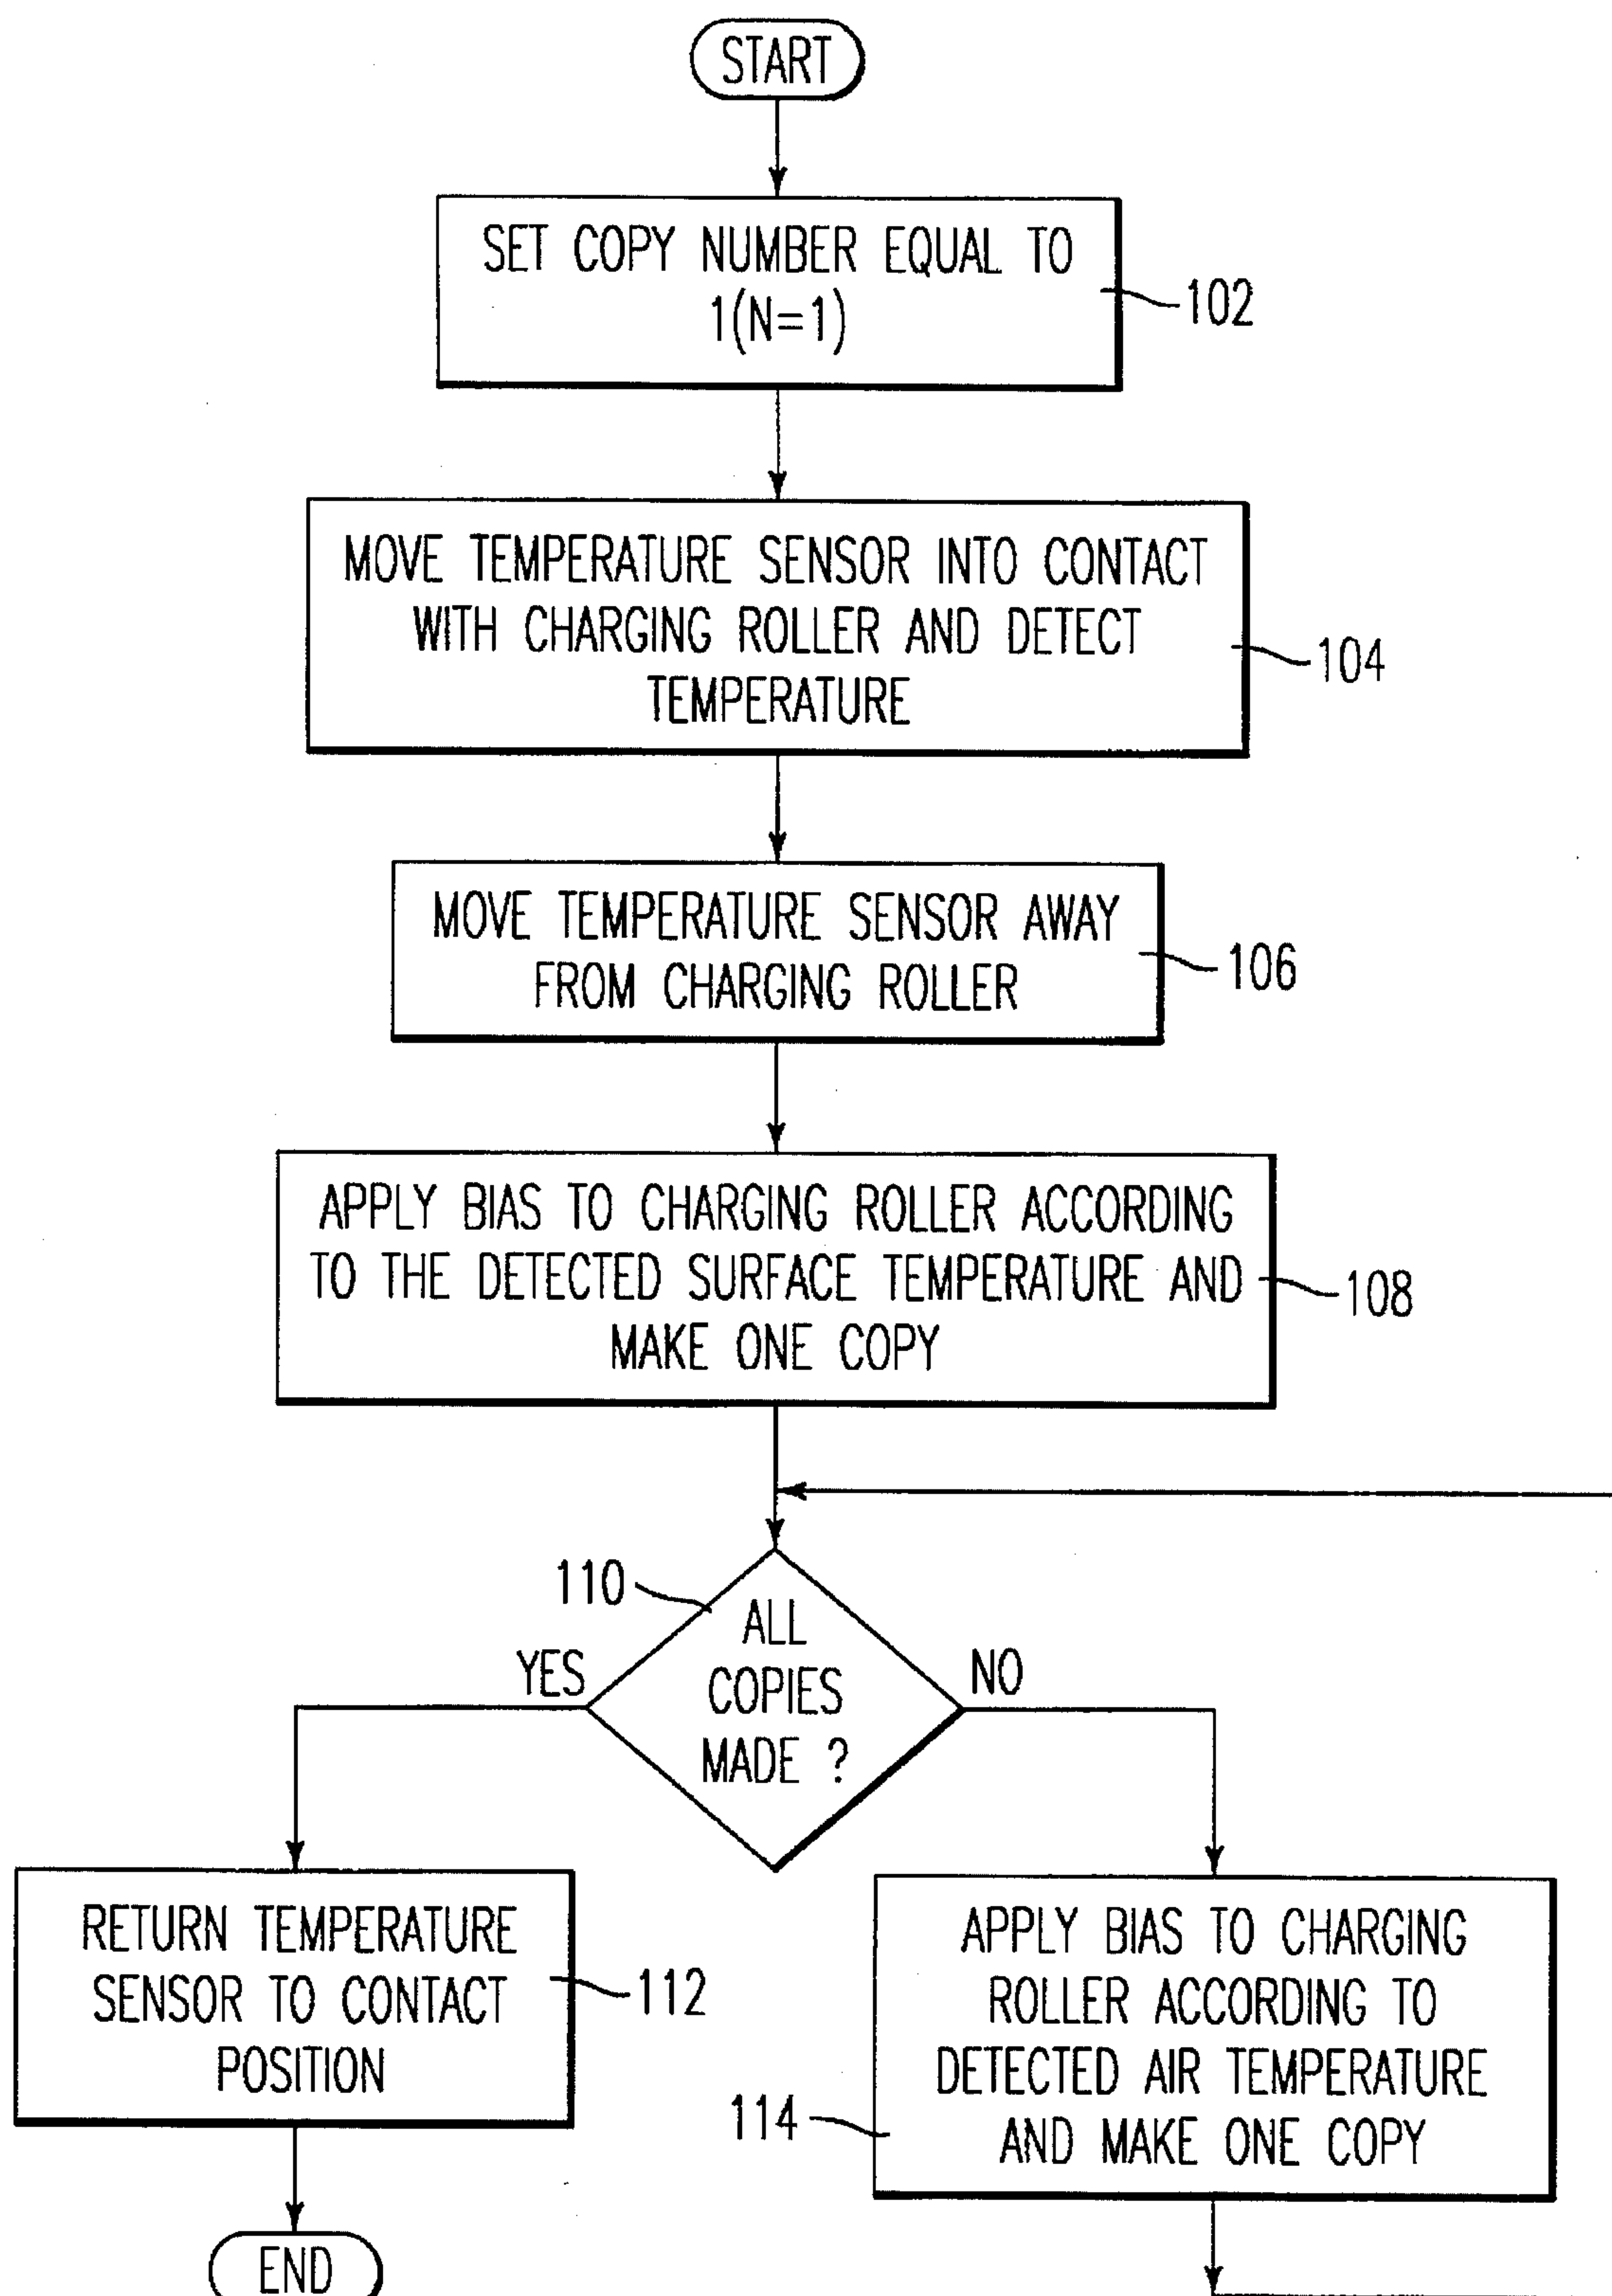 START
SET COPY NUMBER EQUAL TO
1(N=1)
102
MOVE TEMPERATURE SENSOR INTO CONTACT
WITH CHARGING ROLLER AND DETECT
TEMPERATURE
104
MOVE TEMPERATURE SENSOR AWAY
FROM CHARGING ROLLER
106
APPLY BIAS TO CHARGING ROLLER ACCORDING
TO THE DETECTED SURFACE TEMPERATURE AND
MAKE ONE COPY
108
110
ALL
COPIES
MADE ?
YES
NO
RETURN TEMPERATURE
SENSOR TO CONTACT
POSITION
112
APPLY BIAS TO CHARGING
ROLLER ACCORDING TO
DETECTED AIR TEMPERATURE
AND MAKE ONE COPY
114
END